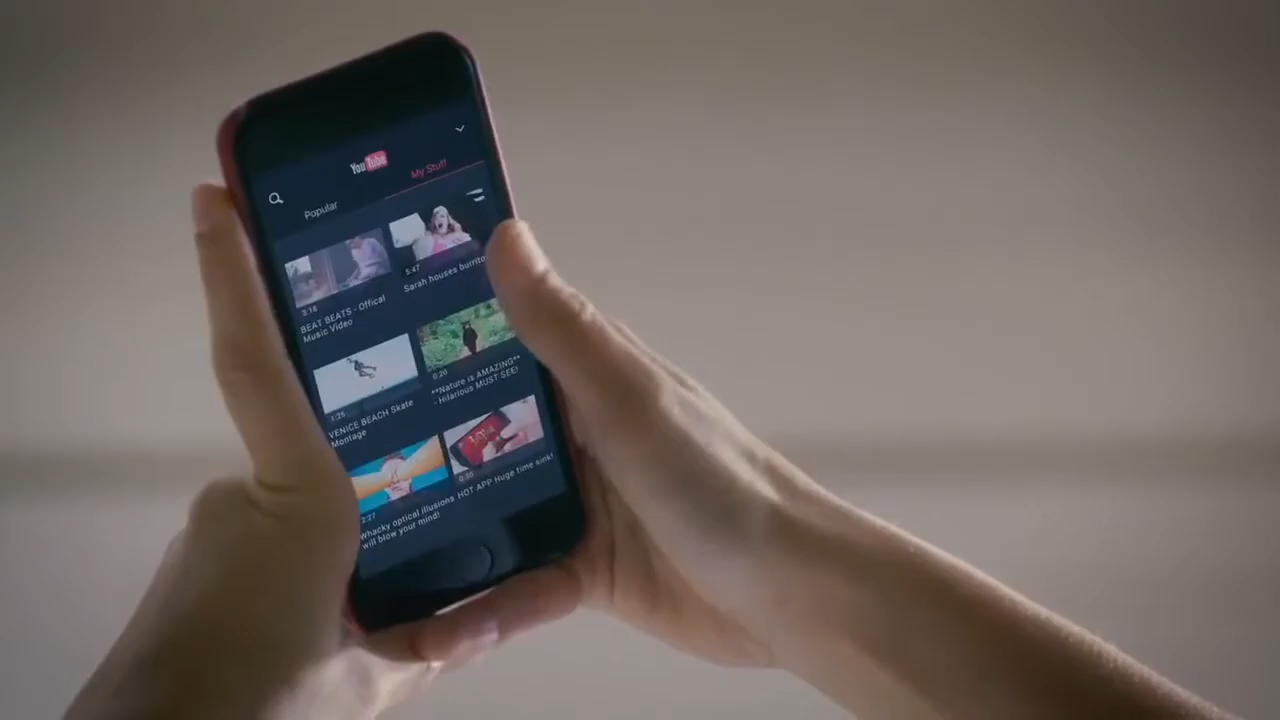 YouTube
Popular
My Stuff
3:18
BEAT BEATS - Offical
Music Video
5:47
Sarah houses burrito
1:25
VENICE BEACH Skate
Montage
0:20
**Nature is AMAZING**
- Hilarious MUST SEE!
2:27
Whacky optical illusions
will blow your mind!
0:30
HOT APP Huge time sink!